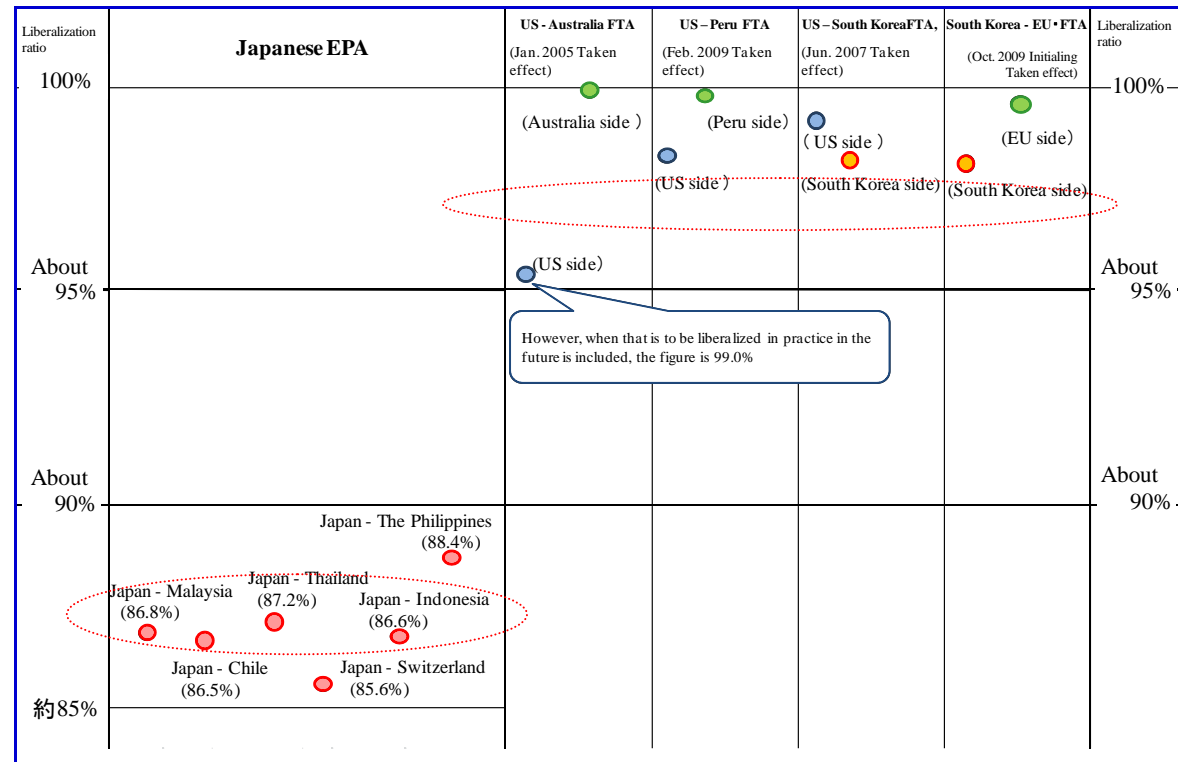 Liberalization
ratio
Japanese EPA
US - Australia FTA
(Jan. 2005 Taken
effect)
US – Peru FTA
(Feb. 2009 Taken
effect)
US – South KoreaFTA,
(Jun. 2007 Taken
effect)
South Korea - EU・FTA
(Oct. 2009 Initialing
Taken effect)
Liberalization
ratio
100%
100%
(Australia side )
(Peru side)
( US side )
(EU side)
(US side )
(South Korea side)
(South Korea side)
About
95%
(US side)
About
95%
However, when that is to be liberalized in practice in the
future is included, the figure is 99.0%
About
90%
About
90%
Japan - The Philippines
(88.4%)
Japan - Malaysia
(86.8%)
Japan - Thailand
(87.2%)
Japan - Indonesia
(86.6%)
Japan - Chile
(86.5%)
Japan - Switzerland
(85.6%)
約85%